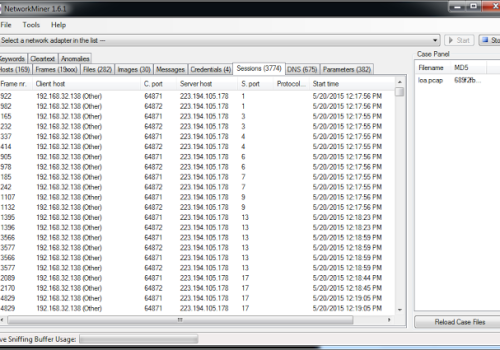 NetworkMiner 1.6.1
File Tools Help
Select a network adapter in the list --- Start
Keywords Cleartext Anomalies
Hosts (169) Frames (19xxx) Files (282) Images (30) Messages Credentials (4) Sessions (3774) DNS (675) Parameters (382)
Frame nr. Client host C. port Server host S. port Protocol... Start time
922 192.168.32.138 (Other) 64871 223.194.105.178 1 5/20/2015 12:17:56 PM
982 192.168.32.138 (Other) 64872 223.194.105.178 1 5/20/2015 12:17:56 PM
165 192.168.32.138 (Other) 64871 223.194.105.178 3 5/20/2015 12:17:55 PM
232 192.168.32.138 (Other) 64872 223.194.105.178 3 5/20/2015 12:17:55 PM
337 192.168.32.138 (Other) 64871 223.194.105.178 4 5/20/2015 12:17:55 PM
414 192.168.32.138 (Other) 64872 223.194.105.178 4 5/20/2015 12:17:55 PM
905 192.168.32.138 (Other) 64871 223.194.105.178 6 5/20/2015 12:17:56 PM
978 192.168.32.138 (Other) 64872 223.194.105.178 6 5/20/2015 12:17:56 PM
185 192.168.32.138 (Other) 64871 223.194.105.178 7 5/20/2015 12:17:55 PM
242 192.168.32.138 (Other) 64872 223.194.105.178 7 5/20/2015 12:17:55 PM
1107 192.168.32.138 (Other) 64871 223.194.105.178 9 5/20/2015 12:17:56 PM
1132 192.168.32.138 (Other) 64872 223.194.105.178 9 5/20/2015 12:17:56 PM
1395 192.168.32.138 (Other) 64871 223.194.105.178 13 5/20/2015 12:18:23 PM
1396 192.168.32.138 (Other) 64872 223.194.105.178 13 5/20/2015 12:18:23 PM
3566 192.168.32.138 (Other) 64871 223.194.105.178 13 5/20/2015 12:18:59 PM
3577 192.168.32.138 (Other) 64872 223.194.105.178 13 5/20/2015 12:18:59 PM
3566 192.168.32.138 (Other) 64871 223.194.105.178 13 5/20/2015 12:18:59 PM
3577 192.168.32.138 (Other) 64872 223.194.105.178 13 5/20/2015 12:18:59 PM
2089 192.168.32.138 (Other) 64871 223.194.105.178 17 5/20/2015 12:18:44 PM
2170 192.168.32.138 (Other) 64872 223.194.105.178 17 5/20/2015 12:18:45 PM
4829 192.168.32.138 (Other) 64871 223.194.105.178 17 5/20/2015 12:19:05 PM
4829 192.168.32.138 (Other) 64871 223.194.105.178 17 5/20/2015 12:19:05 PM
Case Panel
Filename MD5
Reload Case Files
ve Sniffing Buffer Usage: